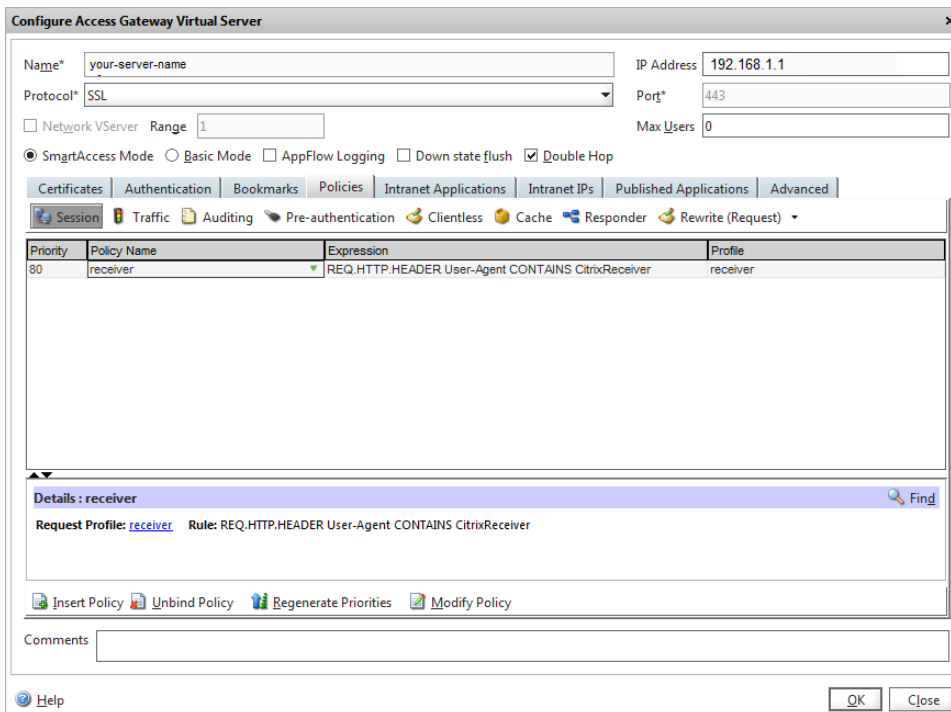 Configure Access Gateway Virtual Server
Name* your-server-name IP Address 192.168.1.1
Protocol* SSL Port* 443
Network VServer Range 1 Max Users 0
SmartAccess Mode Basic Mode AppFlow Logging Down state flush Double Hop
Certificates Authentication Bookmarks Policies Intranet Applications Intranet IPs Published Applications Advanced
Session Traffic Auditing Pre-authentication Clientless Cache Responder Rewrite (Request)
Priority Policy Name Expression Profile
80 receiver REQ.HTTP.HEADER User-Agent CONTAINS CitrixReceiver receiver
Details : receiver Find
Request Profile: receiver Rule: REQ.HTTP.HEADER User-Agent CONTAINS CitrixReceiver
Insert Policy Unbind Policy Regenerate Priorities Modify Policy
Comments
Help OK Close